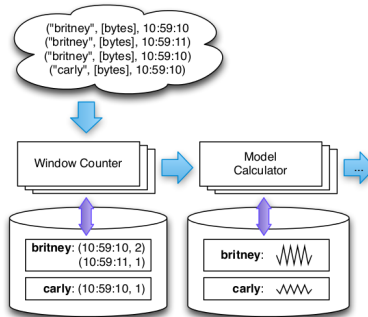 ("britney", [bytes], 10:59:10
("britney", [bytes], 10:59:11)
("britney", [bytes], 10:59:10)
("carly", [bytes], 10:59:10)
Window Counter
Model
Calculator
...
britney: (10:59:10, 2)
(10:59:11, 1)
carly: (10:59:10, 1)
britney:
carly: